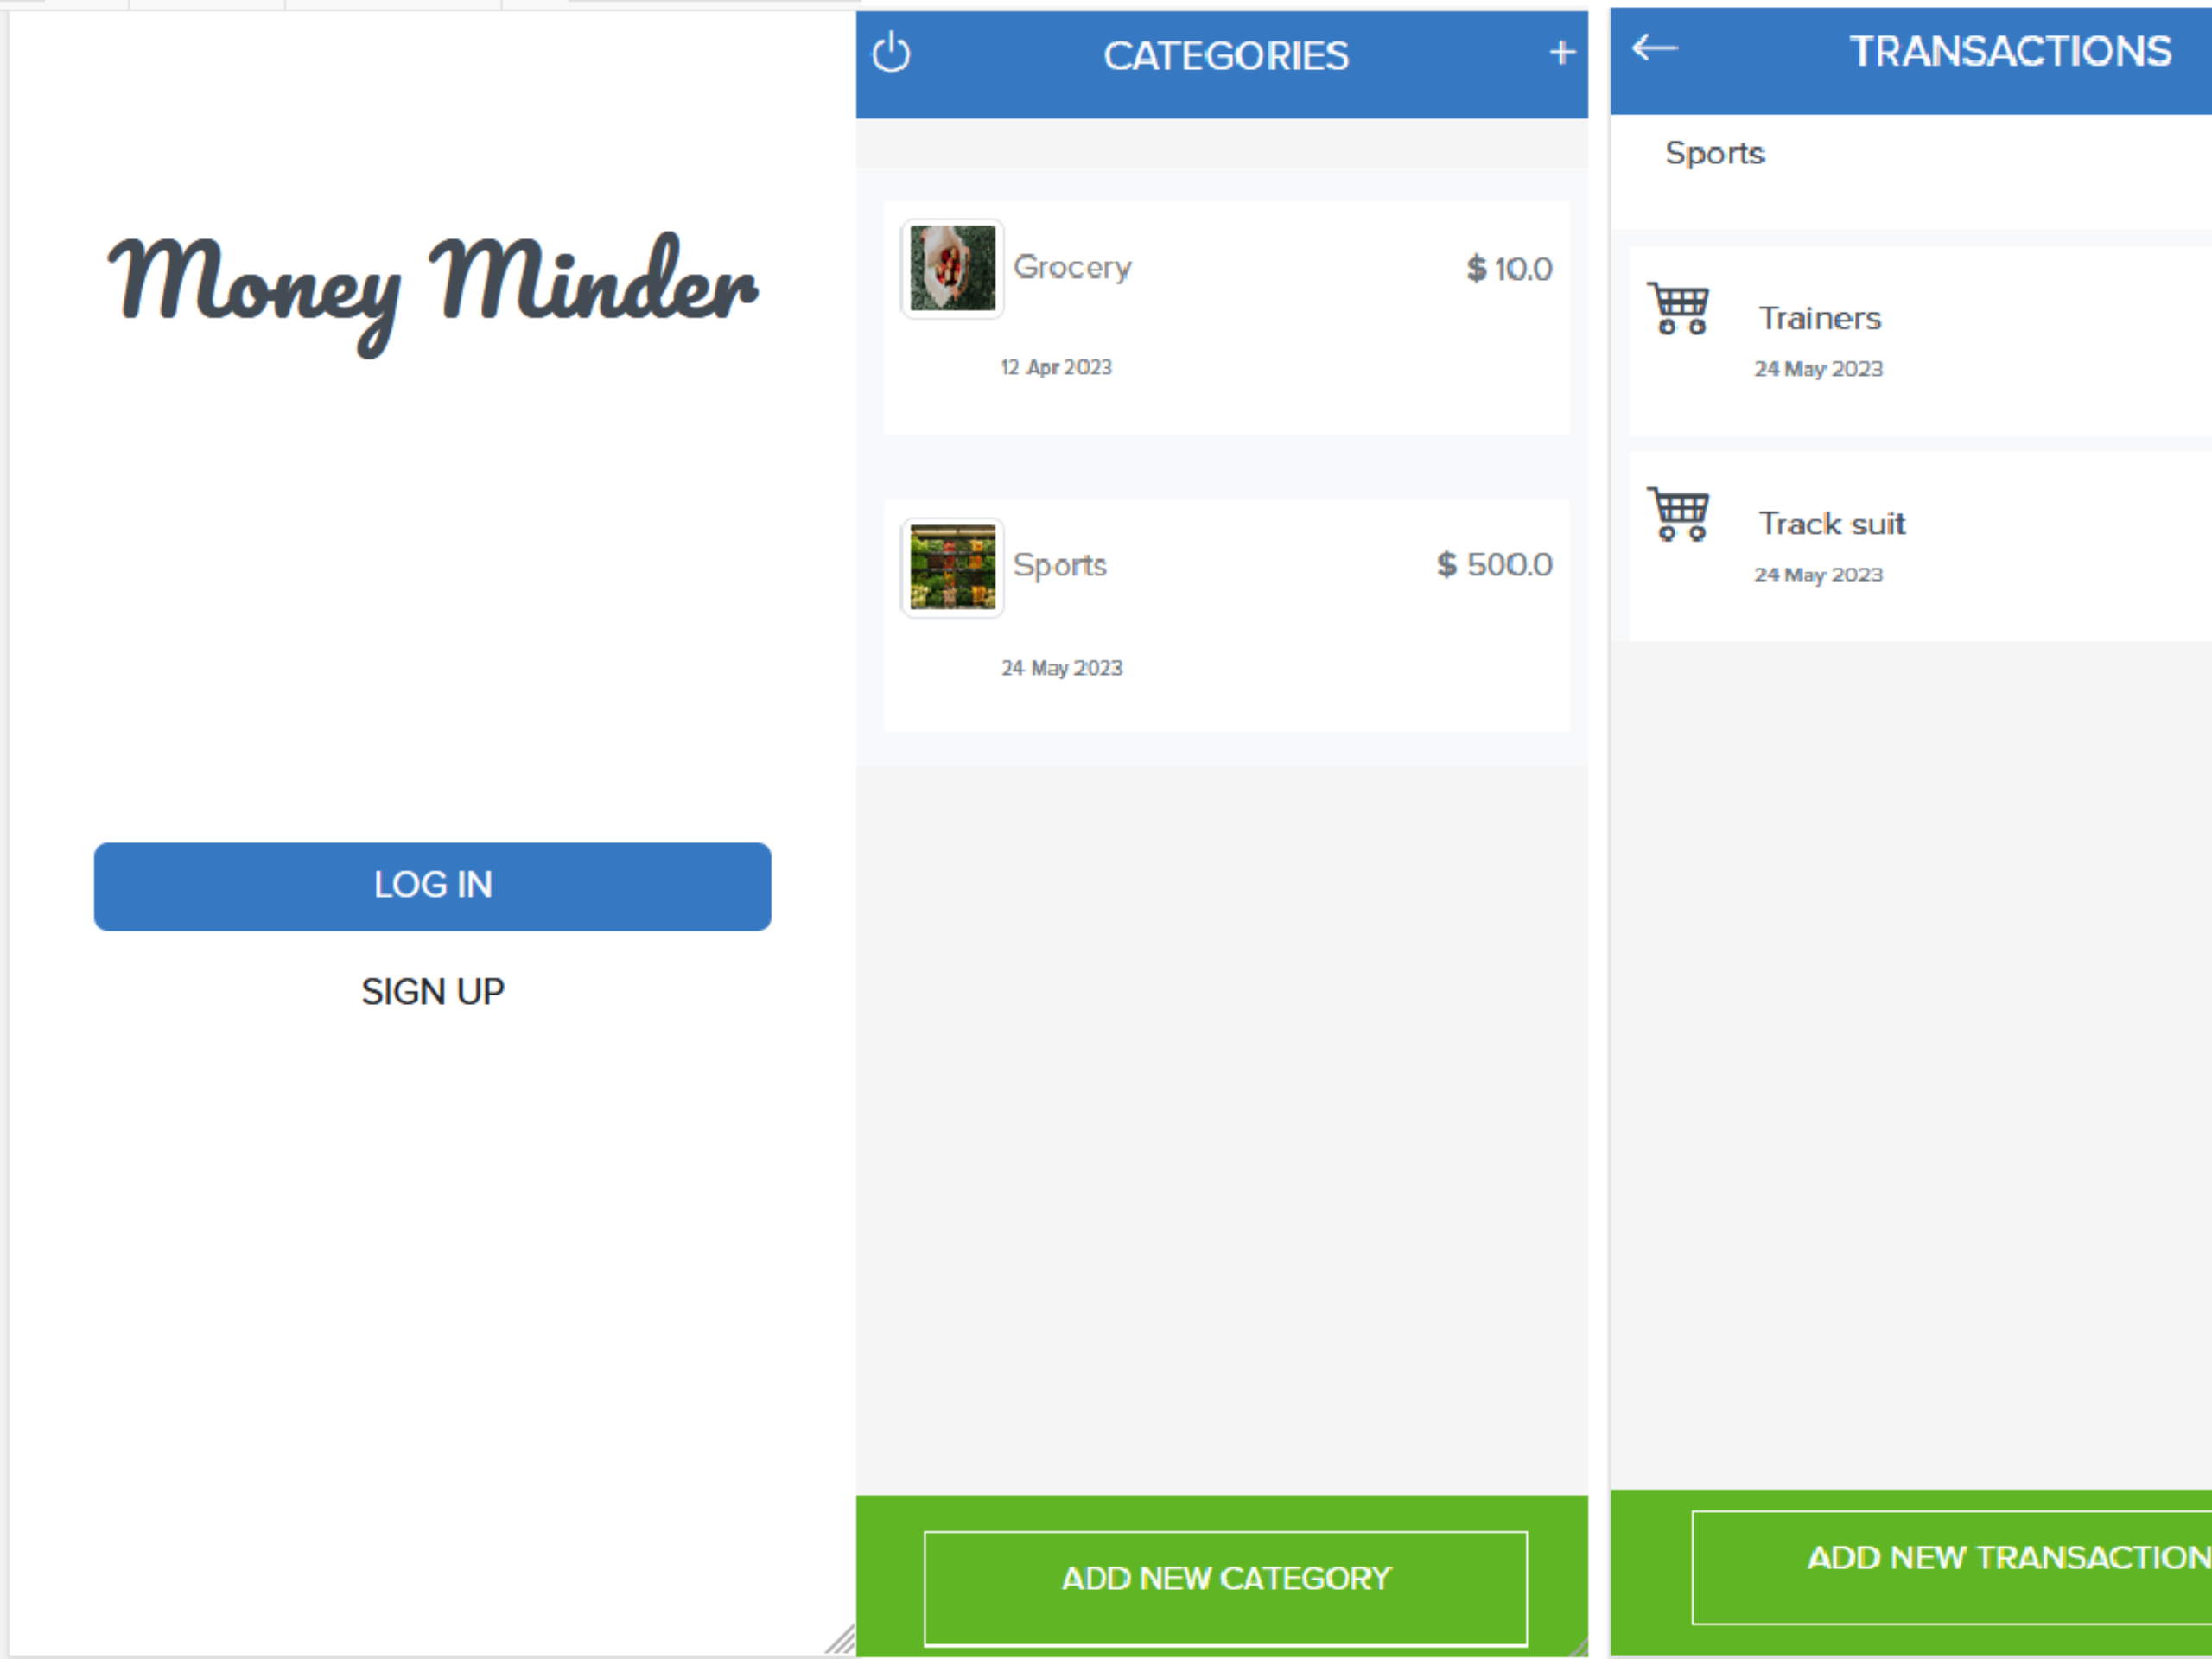 Money Minder
LOG IN
SIGN UP
CATEGORIES +
Grocery $ 10.0
12 Apr 2023
Sports $ 500.0
24 May 2023
ADD NEW CATEGORY
TRANSACTIONS
Sports
Trainers
24 May 2023
Track suit
24 May 2023
ADD NEW TRANSACTION